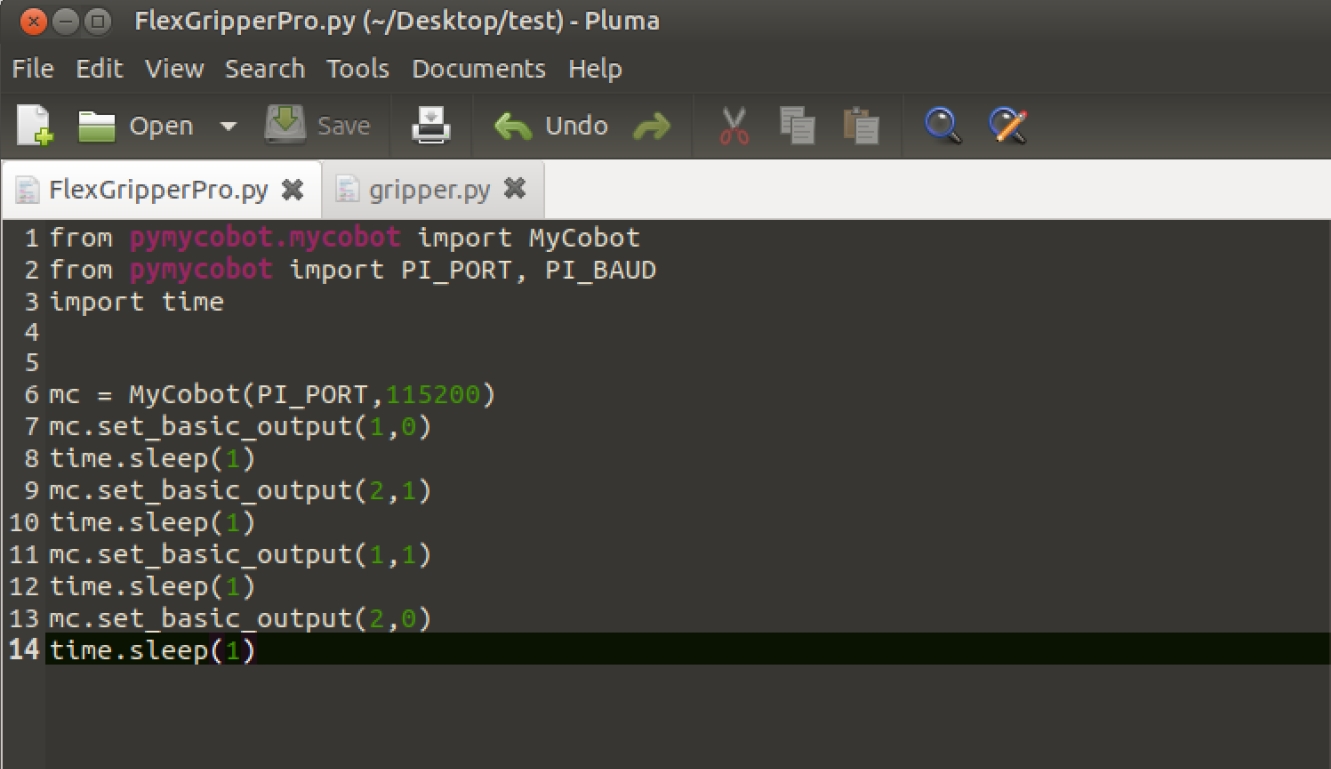 FlexGripperPro.py (~/Desktop/test) - Pluma
File Edit View Search Tools Documents Help
Open Save Undo
FlexGripperPro.py gripper.py
1 from pymycobot.mycobot import MyCobot
2 from pymycobot import PI_PORT, PI_BAUD
3 import time
4
5
6 mc = MyCobot(PI_PORT,115200)
7 mc.set_basic_output(1,0)
8 time.sleep(1)
9 mc.set_basic_output(2,1)
10 time.sleep(1)
11 mc.set_basic_output(1,1)
12 time.sleep(1)
13 mc.set_basic_output(2,0)
14 time.sleep(1)